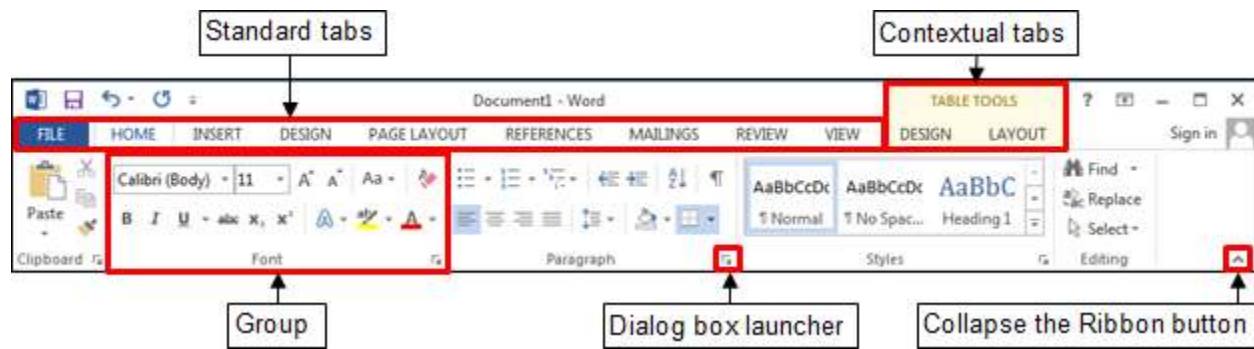 Standard tabs
Contextual tabs
Document1 - Word
TABLE TOOLS
?
FILE HOME INSERT DESIGN PAGE LAYOUT REFERENCES MAILINGS REVIEW VIEW DESIGN LAYOUT Sign in
Calibri (Body) 11 A A Aa
Paste
B I U abc x, x² A ab A
AaBbCcDc AaBbCcDc AaBbC
¶ Normal ¶ No Spac... Heading 1
Find
Replace
Select
Clipboard Font Paragraph Styles Editing
Group
Dialog box launcher
Collapse the Ribbon button